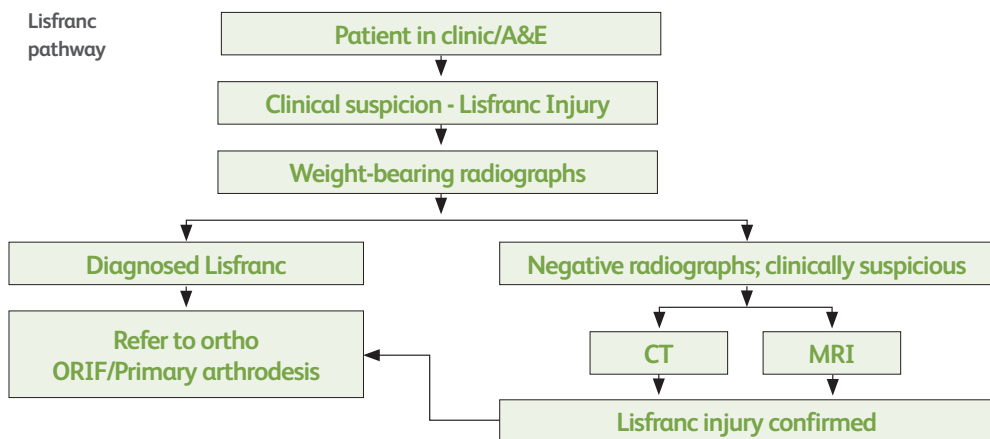 Lisfranc
pathway
Patient in clinic/A&E
Clinical suspicion - Lisfranc Injury
Weight-bearing radiographs
Diagnosed Lisfranc
Negative radiographs; clinically suspicious
Refer to ortho
ORIF/Primary arthrodesis
CT
MRI
Lisfranc injury confirmed